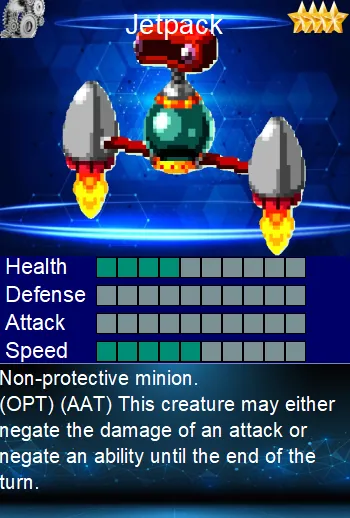 Jetpack
Health
Defense
Attack
Speed
Non-protective minion.
(OPT) (AAT) This creature may either
negate the damage of an attack or
negate an ability until the end of the
turn.